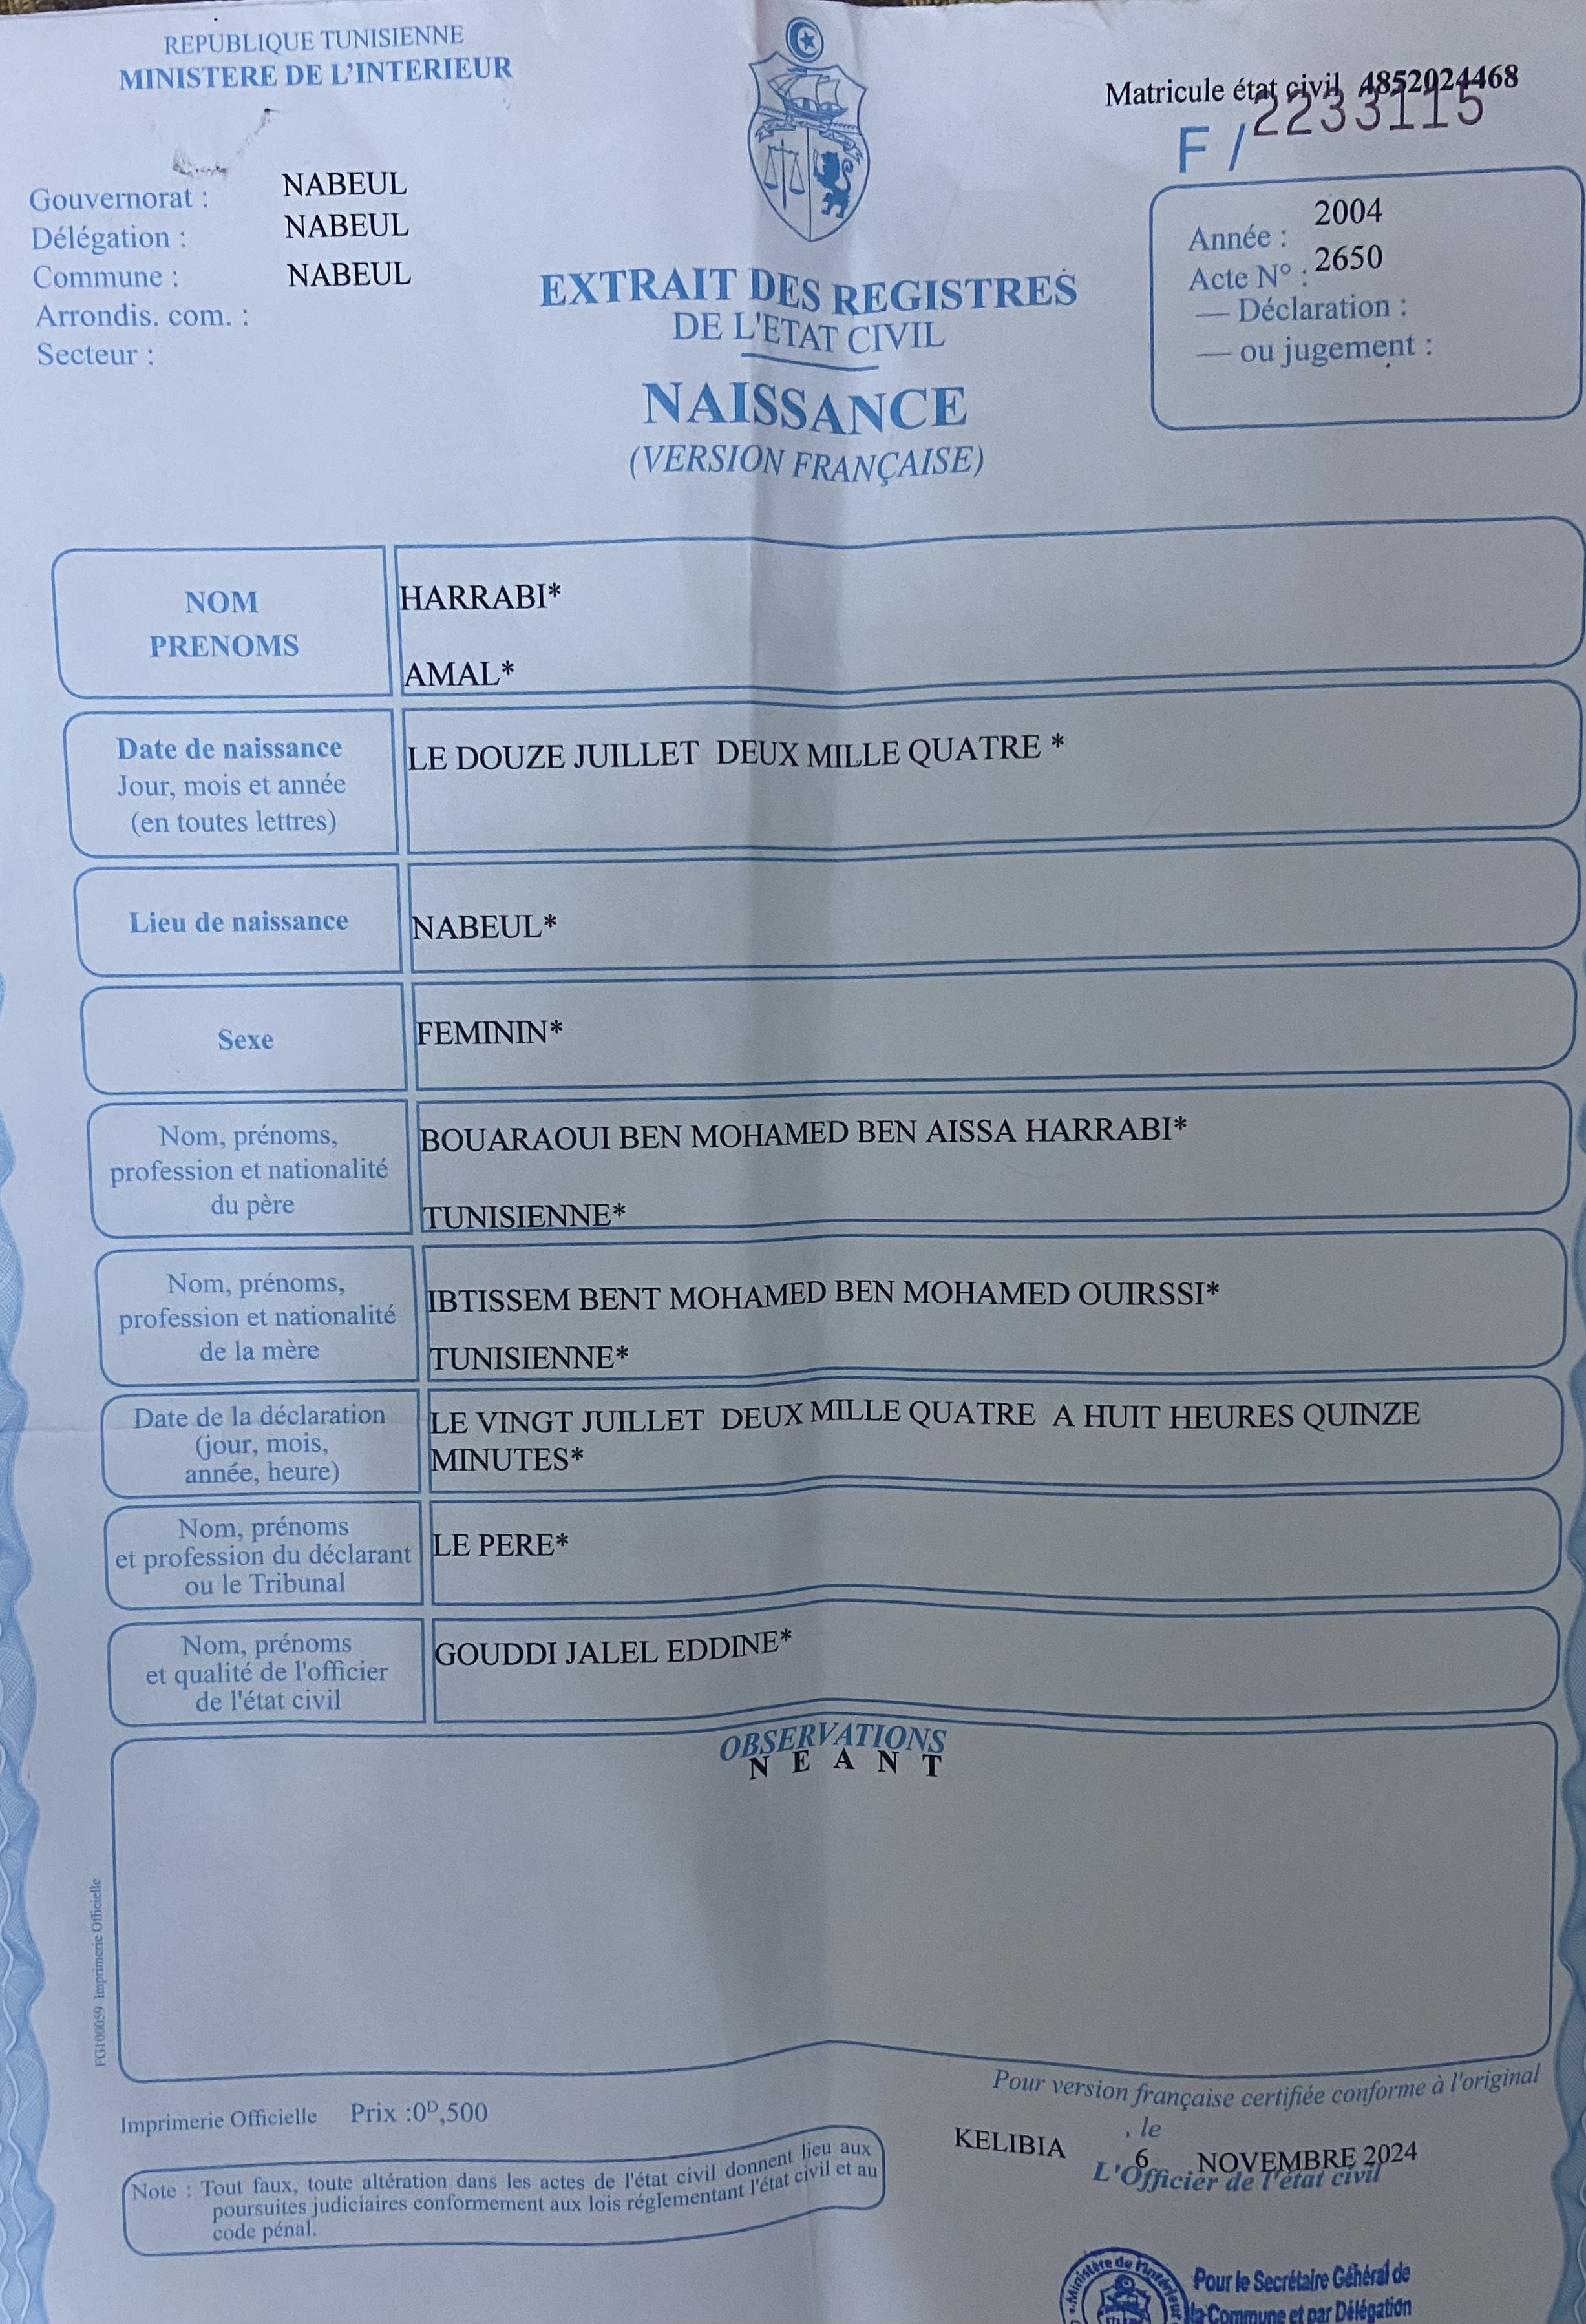 REPUBLIQUE TUNISIENNE
MINISTERE DE L'INTERIEUR
Matricule état civil 4852024468
F / 2233115
Gouvernorat : NABEUL
Délégation : NABEUL
Commune : NABEUL
Arrondis. com. :
Secteur :
Année : 2004
Acte N° : 2650
— Déclaration :
— ou jugement :
EXTRAIT DES REGISTRES
DE L'ETAT CIVIL
NAISSANCE
(VERSION FRANÇAISE)
NOM
PRENOMS
HARRABI*
AMAL*
Date de naissance
Jour, mois et année
(en toutes lettres)
LE DOUZE JUILLET DEUX MILLE QUATRE *
Lieu de naissance
NABEUL*
Sexe
FEMININ*
Nom, prénoms,
profession et nationalité
du père
BOUARAOUI BEN MOHAMED BEN AISSA HARRABI*
TUNISIENNE*
Nom, prénoms,
profession et nationalité
de la mère
IBTISSEM BENT MOHAMED BEN MOHAMED OUIRSSI*
TUNISIENNE*
Date de la déclaration
(jour, mois,
année, heure)
LE VINGT JUILLET DEUX MILLE QUATRE A HUIT HEURES QUINZE
MINUTES*
Nom, prénoms
et profession du déclarant
ou le Tribunal
LE PERE*
Nom, prénoms
et qualité de l'officier
de l'état civil
GOUDDI JALEL EDDINE*
OBSERVATIONS
N E A N T
FG100059 Imprimerie Officielle
Imprimerie Officielle Prix :0ᴰ,500
Note : Tout faux, toute altération dans les actes de l'état civil donnent lieu aux
poursuites judiciaires conformement aux lois réglementant l'état civil et au
code pénal.
Pour version française certifiée conforme à l'original
KELIBIA , le
6 NOVEMBRE 2024
L'Officier de l'état civil
Ministère de l'Intérieur
Pour le Secrétaire Général de
la Commune et par Délégation